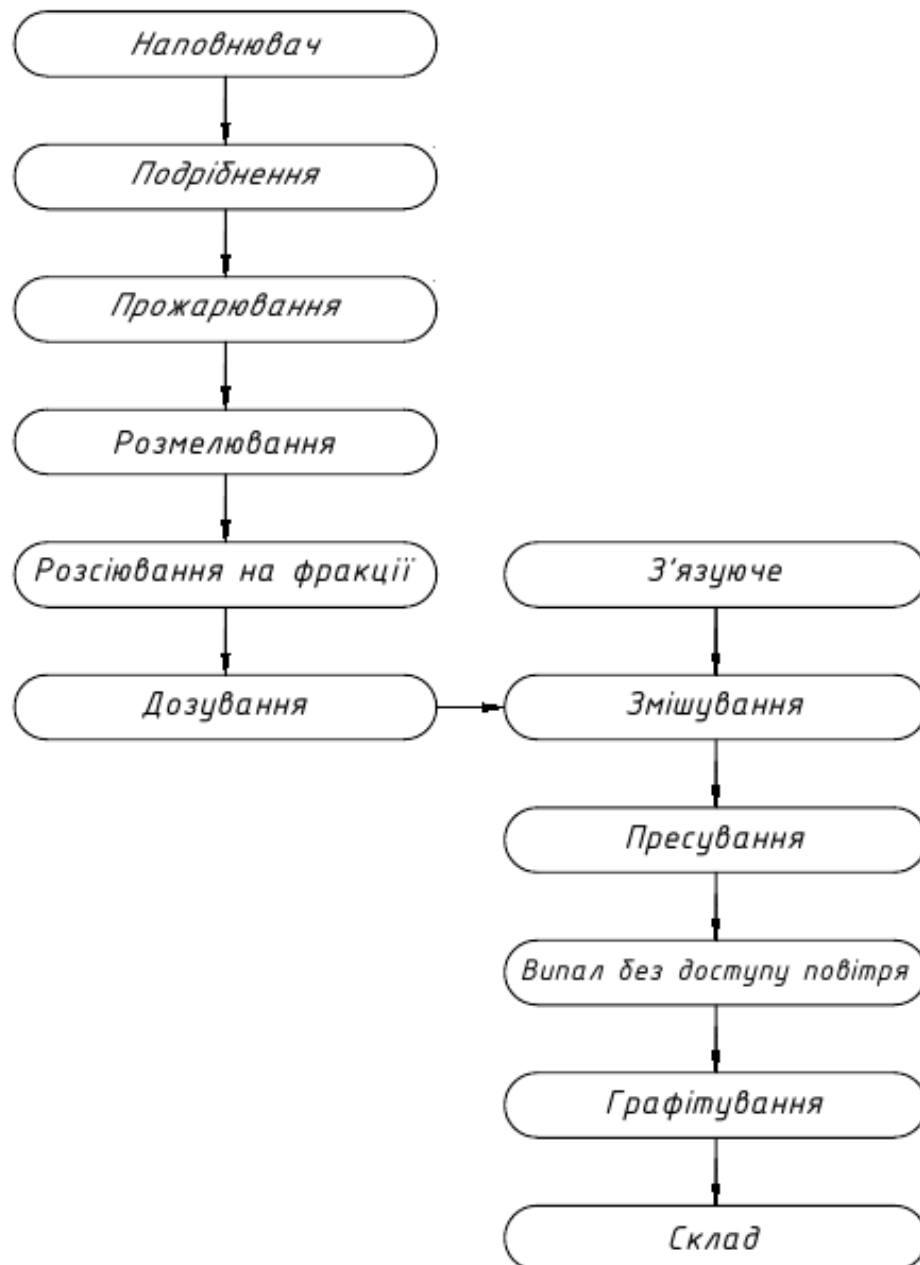 Наповнювач
Подрібнення
Прожарювання
Розмелювання
Розсіювання на фракції
Дозування
З'язуюче
Змішування
Пресування
Випал без доступу повітря
Графітування
Склад